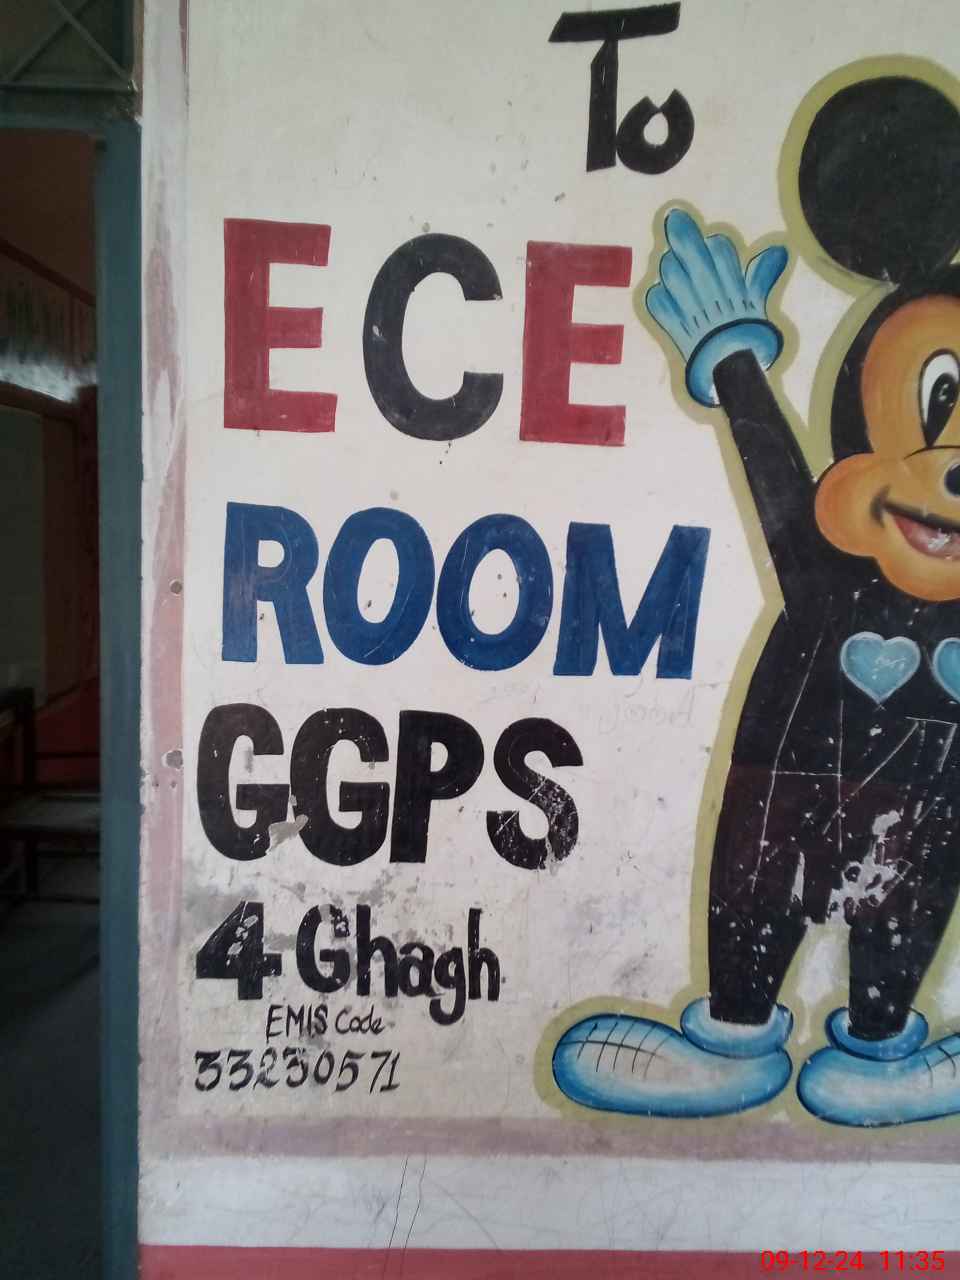 To
ECE
ROOM
GGPS
4 Ghagh
EMIS Code
33230571
09-12-24 11:35